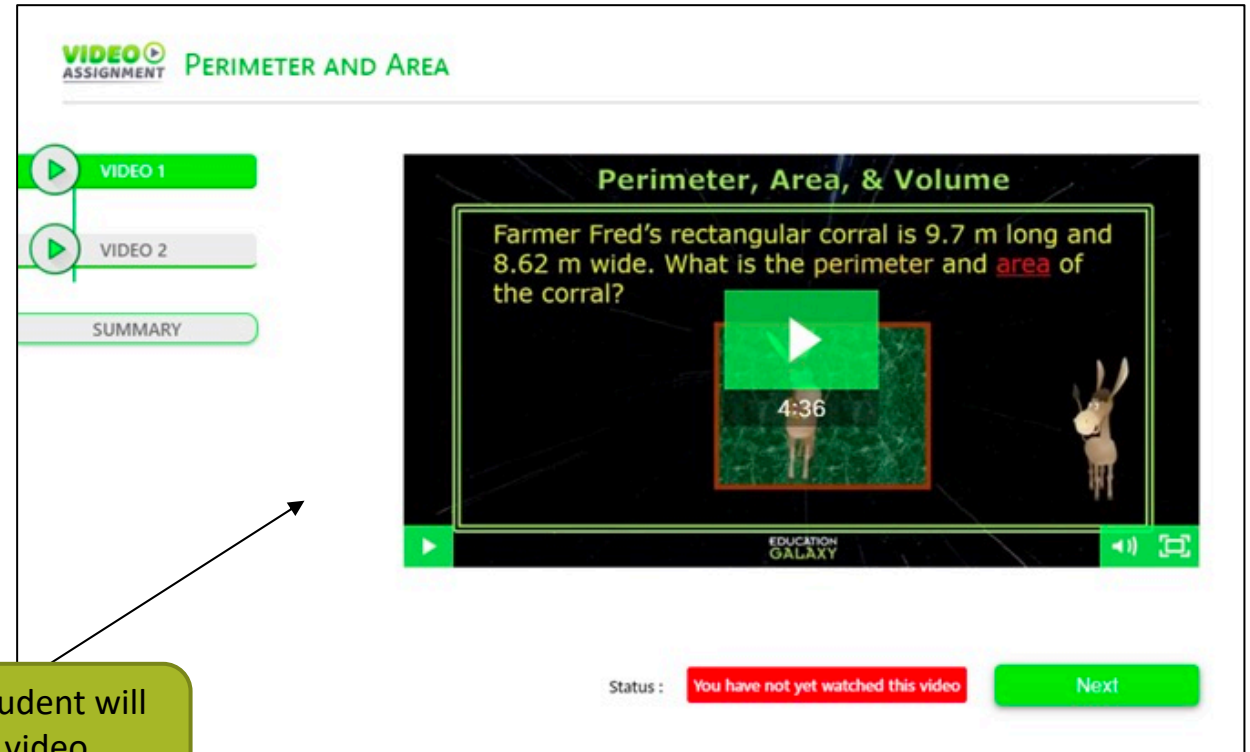 VIDEO
ASSIGNMENT
PERIMETER AND AREA
VIDEO 1
VIDEO 2
SUMMARY
Perimeter, Area, & Volume
Farmer Fred's rectangular corral is 9.7 m long and
8.62 m wide. What is the perimeter and area of
the corral?
4:36
EDUCATION
GALAXY
Status :
You have not yet watched this video
Next
will
video